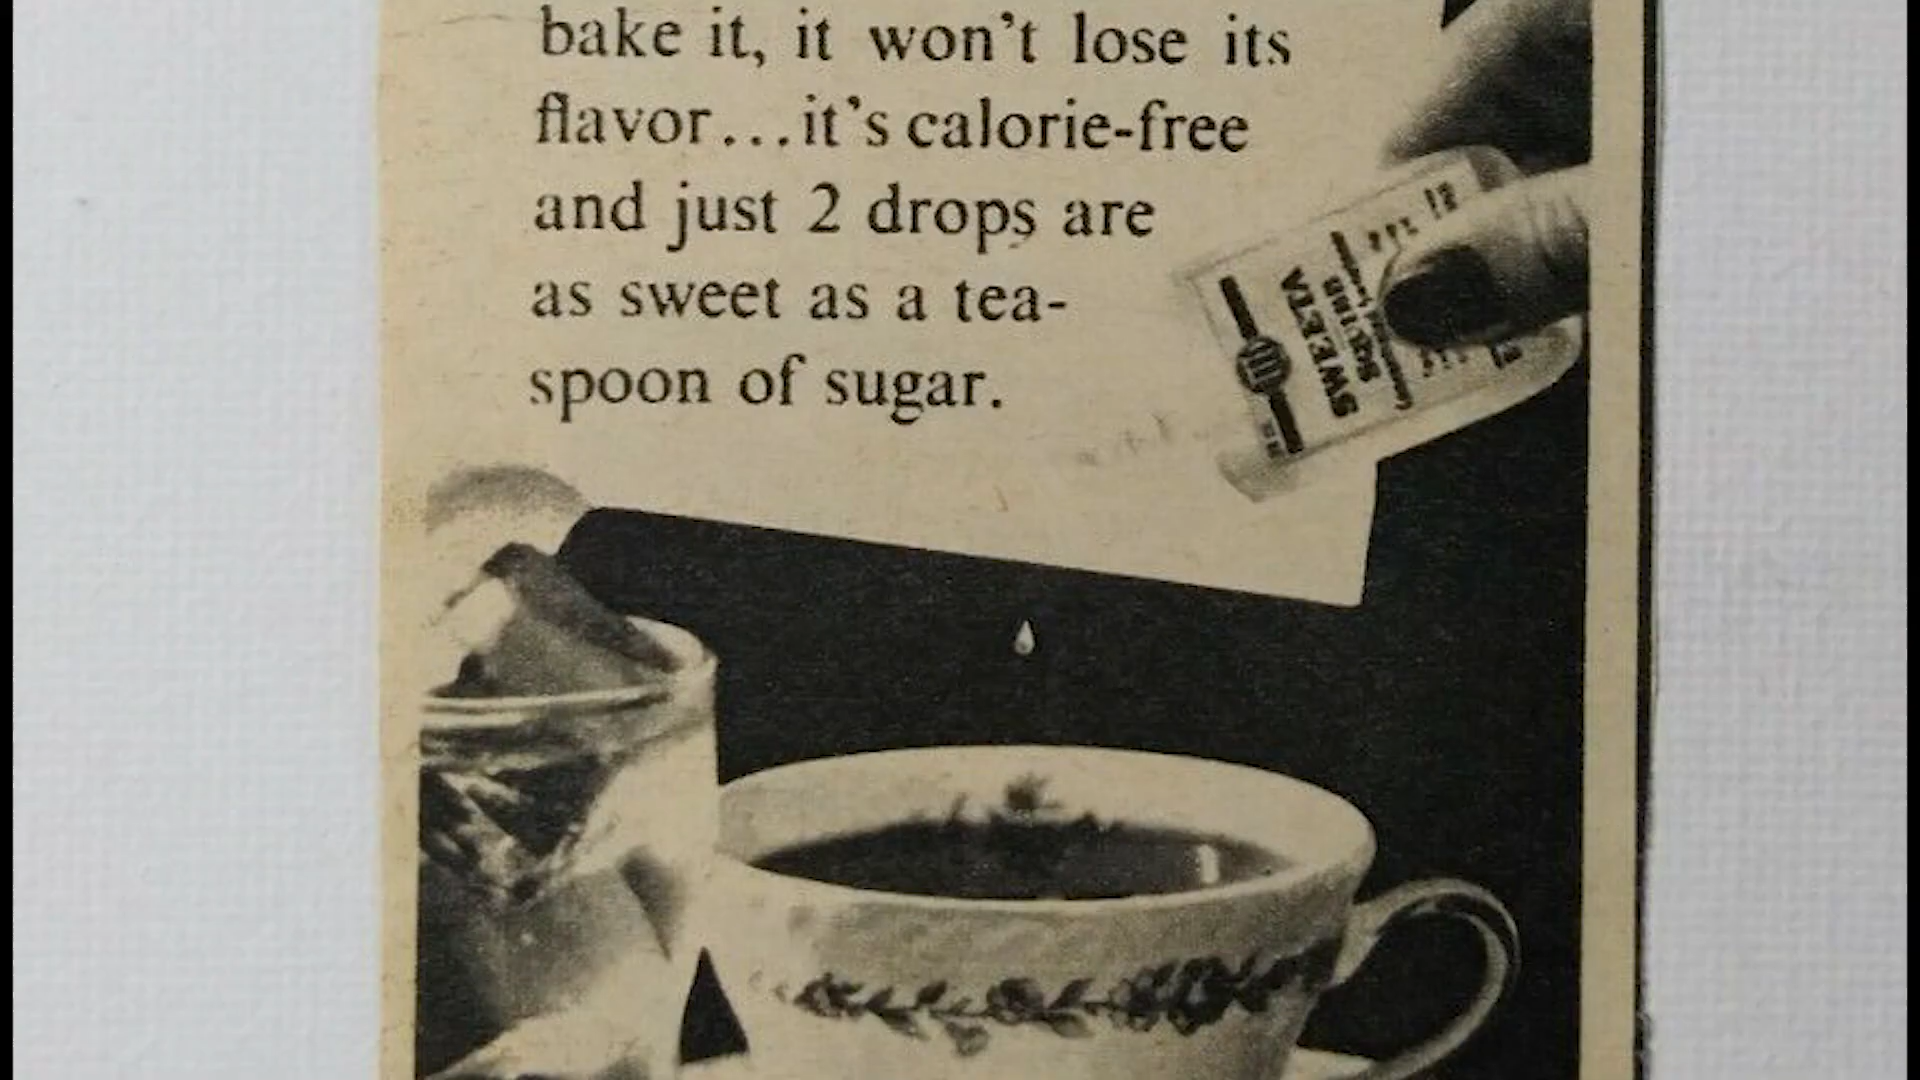 bake it, it won't lose its
flavor...it's calorie-free
and just 2 drops are
as sweet as a tea-
spoon of sugar.
SWEETA
SQUIBB